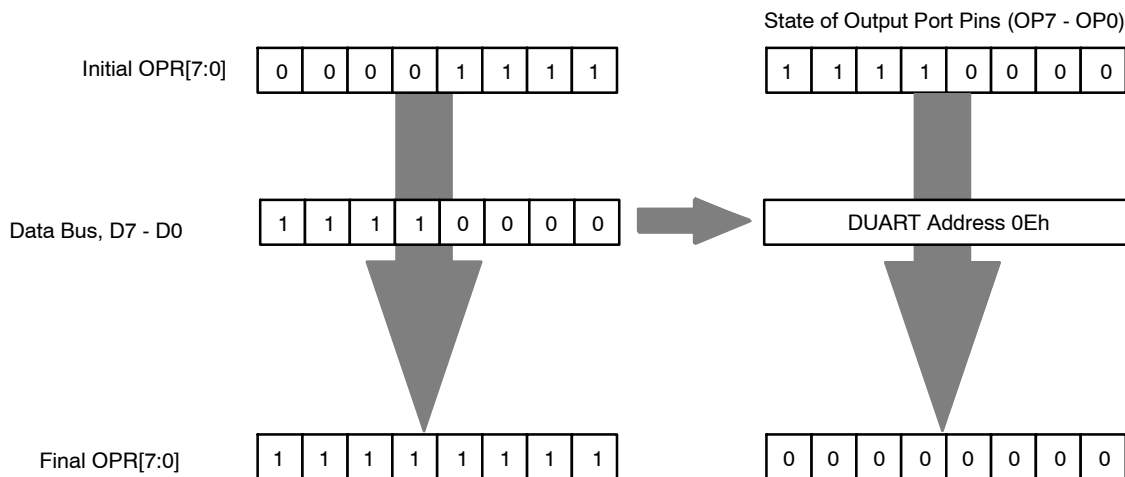 State of Output Port Pins (OP7 - OP0)
Initial OPR[7:0] 0 0 0 0 1 1 1 1 1 1 1 1 0 0 0 0
Data Bus, D7 - D0 1 1 1 1 0 0 0 0 DUART Address 0Eh
Final OPR[7:0] 1 1 1 1 1 1 1 1 0 0 0 0 0 0 0 0